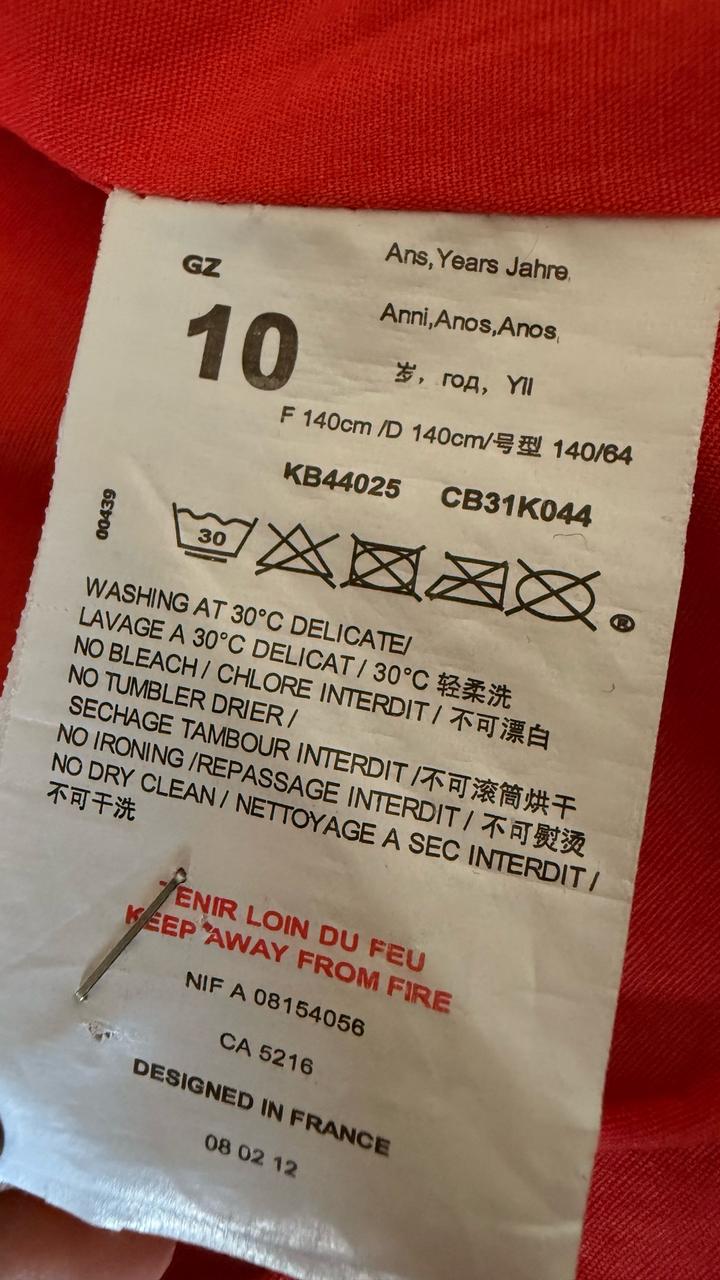 GZ
10
Ans,Years Jahre,
Anni,Anos,Anos,
岁, год, Yıl
F 140cm /D 140cm/号型 140/64
KB44025 CB31K044
00439
30
®
WASHING AT 30°C DELICATE/
LAVAGE A 30°C DELICAT / 30°C 轻柔洗
NO BLEACH / CHLORE INTERDIT / 不可漂白
NO TUMBLER DRIER /
SECHAGE TAMBOUR INTERDIT /不可滚筒烘干
NO IRONING /REPASSAGE INTERDIT / 不可熨烫
NO DRY CLEAN / NETTOYAGE A SEC INTERDIT /
不可干洗
TENIR LOIN DU FEU
KEEP AWAY FROM FIRE
NIF A 08154056
CA 5216
DESIGNED IN FRANCE
08 02 12